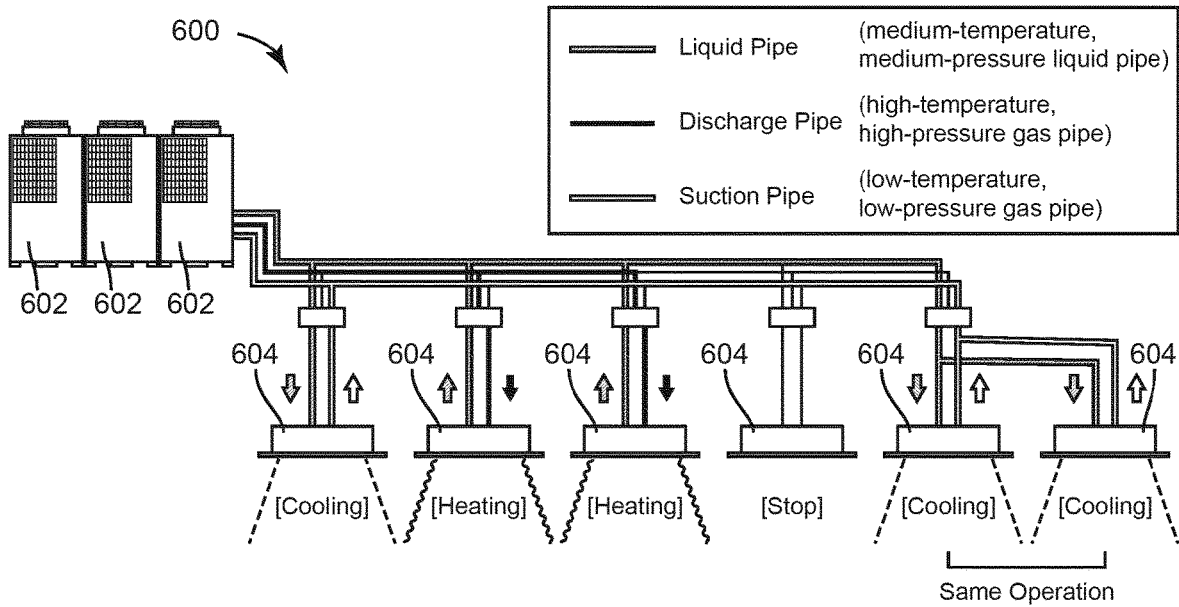 600
Liquid Pipe (medium-temperature,
medium-pressure liquid pipe)
Discharge Pipe (high-temperature,
high-pressure gas pipe)
Suction Pipe (low-temperature,
low-pressure gas pipe)
602 602 602
604 604 604 604 604 604
[Cooling] [Heating] [Heating] [Stop] [Cooling] [Cooling]
Same Operation